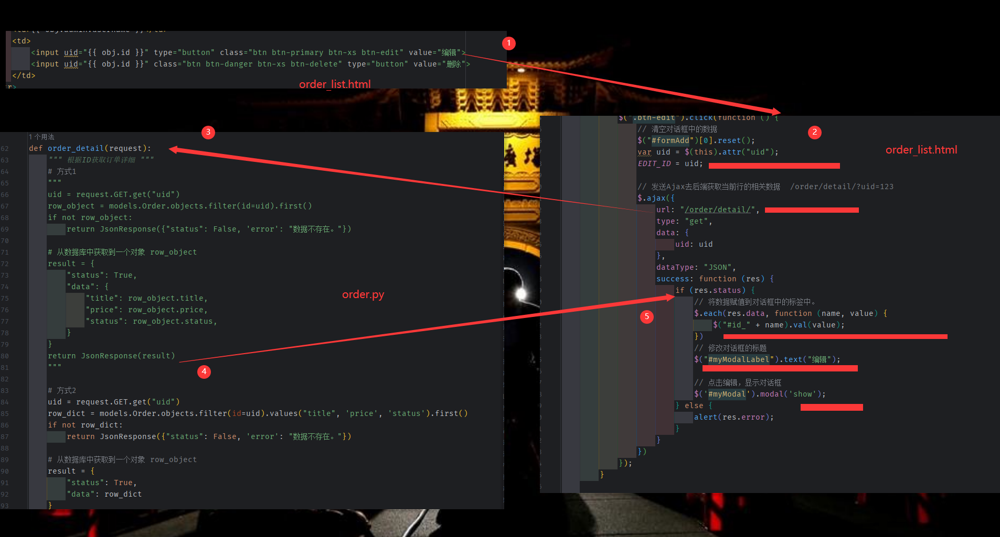 <td>
<input uid="{{ obj.id }}" type="button" class="btn btn-primary btn-xs btn-edit" value="编辑">
<input uid="{{ obj.id }}" class="btn btn-danger btn-xs btn-delete" type="button" value="删除">
</td>
order_list.html
1
3
1 个用法
62 def order_detail(request):
63 """ 根据ID获取订单详细 """
64 # 方式1
65 """
66 uid = request.GET.get("uid")
67 row_object = models.Order.objects.filter(id=uid).first()
68 if not row_object:
69 return JsonResponse({"status": False, 'error': "数据不存在。"})
70
71 # 从数据库中获取到一个对象 row_object
72 result = {
73 "status": True,
74 "data": {
75 "title": row_object.title,
76 "price": row_object.price,
77 "status": row_object.status,
78 }
79 }
80 return JsonResponse(result)
81 """
82
83 # 方式2
84 uid = request.GET.get("uid")
85 row_dict = models.Order.objects.filter(id=uid).values("title", 'price', 'status').first()
86 if not row_dict:
87 return JsonResponse({"status": False, 'error': "数据不存在。"})
88
89 # 从数据库中获取到一个对象 row_object
90 result = {
91 "status": True,
92 "data": row_dict
93 }
order.py
4
$(".btn-edit").click(function () {
// 清空对话框中的数据
$("#formAdd")[0].reset();
var uid = $(this).attr("uid");
EDIT_ID = uid;
// 发送Ajax去后端获取当前行的相关数据 /order/detail/?uid=123
$.ajax({
url: "/order/detail/",
type: "get",
data: {
uid: uid
},
dataType: "JSON",
success: function (res) {
if (res.status) {
// 将数据赋值到对话框中的标签中。
$.each(res.data, function (name, value) {
$("#id_" + name).val(value);
})
// 修改对话框的标题
$("#myModalLabel").text("编辑");
// 点击编辑，显示对话框
$('#myModal').modal('show');
} else {
alert(res.error);
}
}
})
});
}
2
order_list.html
5